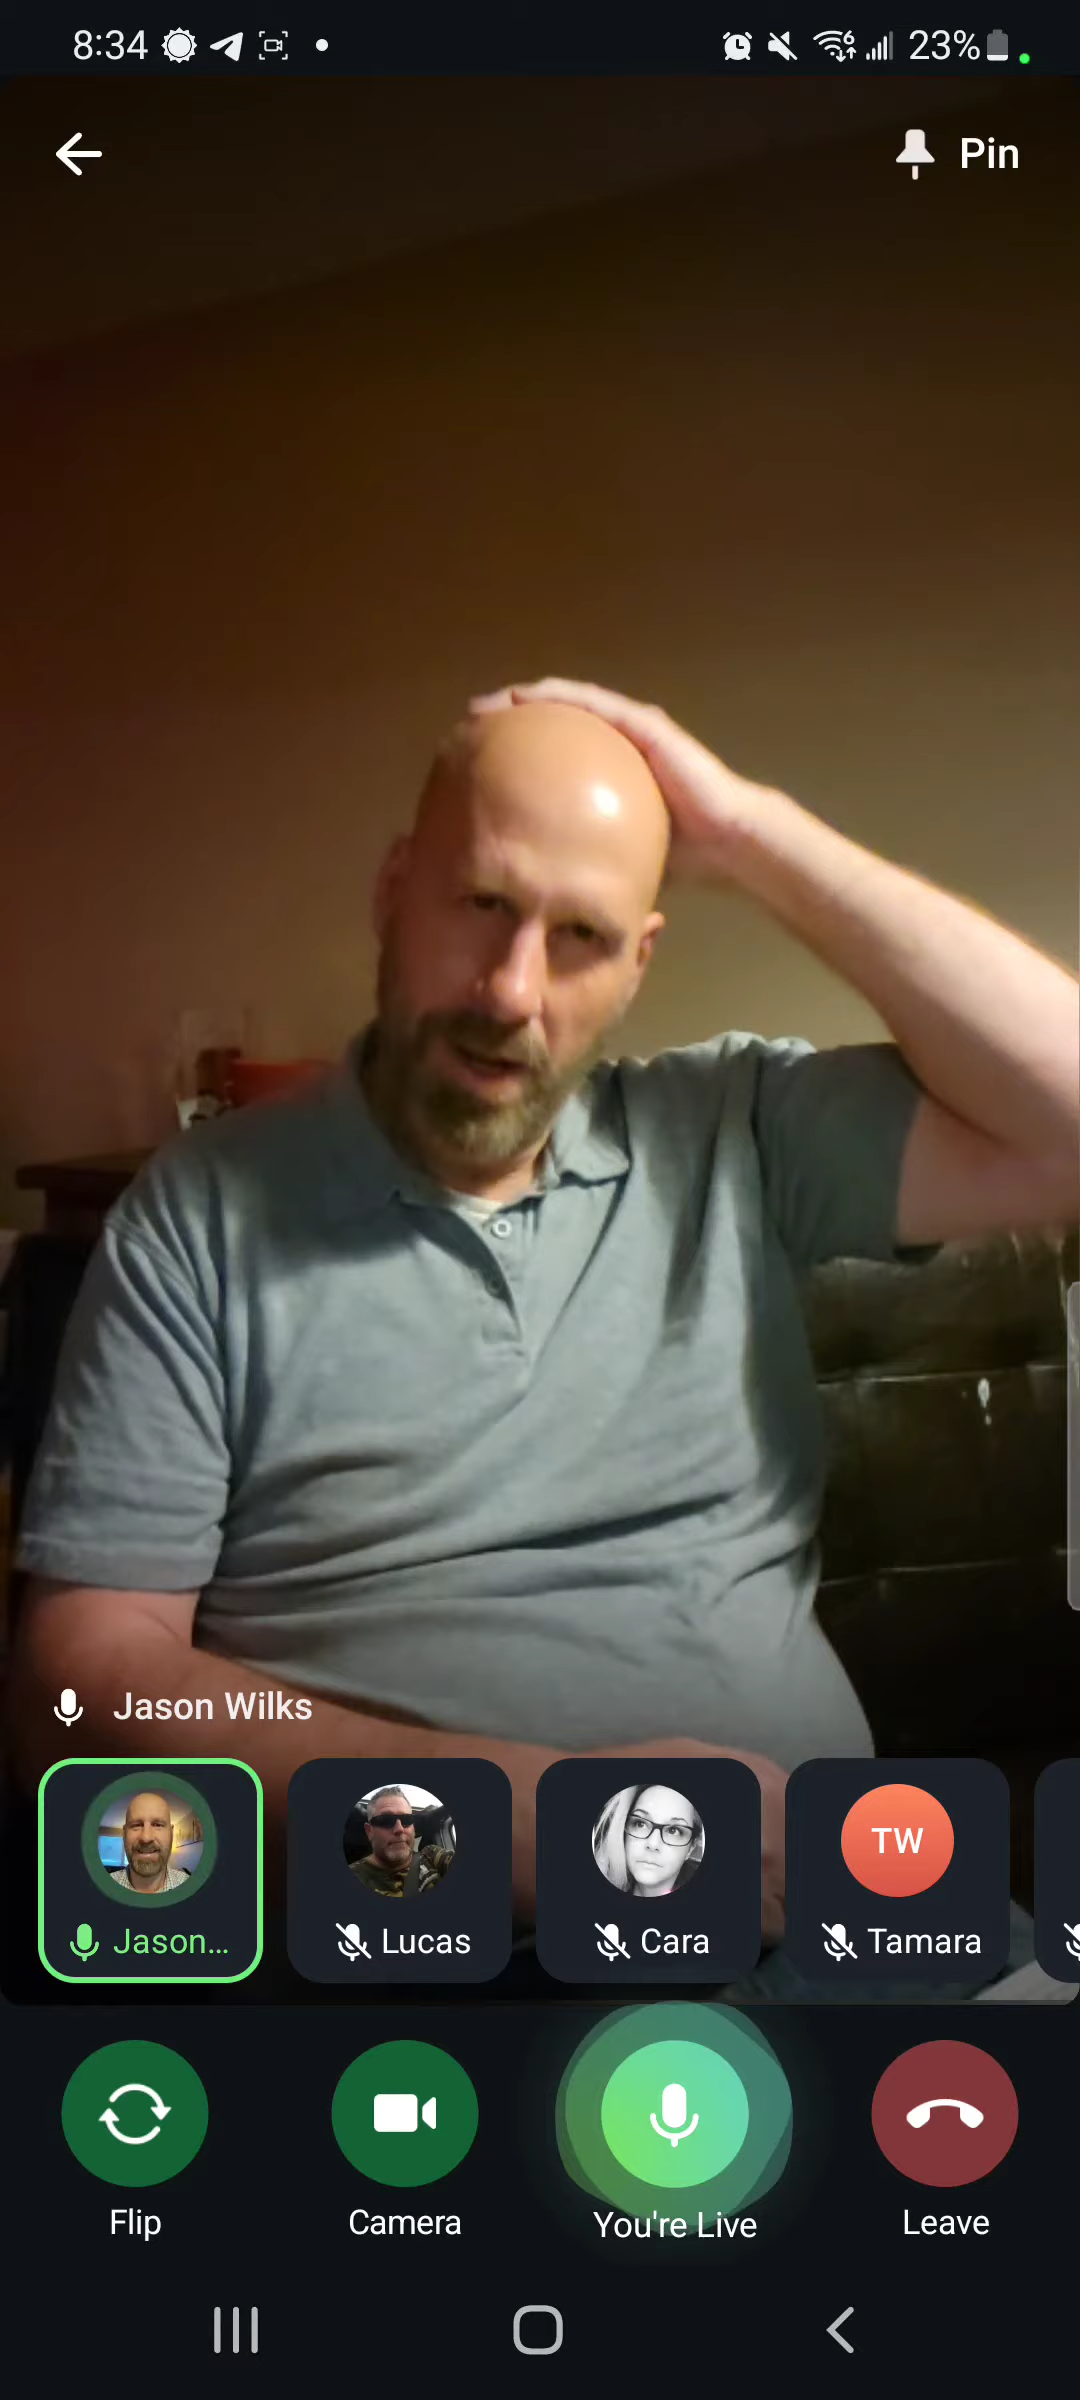 8:34
23%
Pin
Jason Wilks
Jason...
Lucas
Cara
TW
Tamara
Flip
Camera
You're Live
Leave